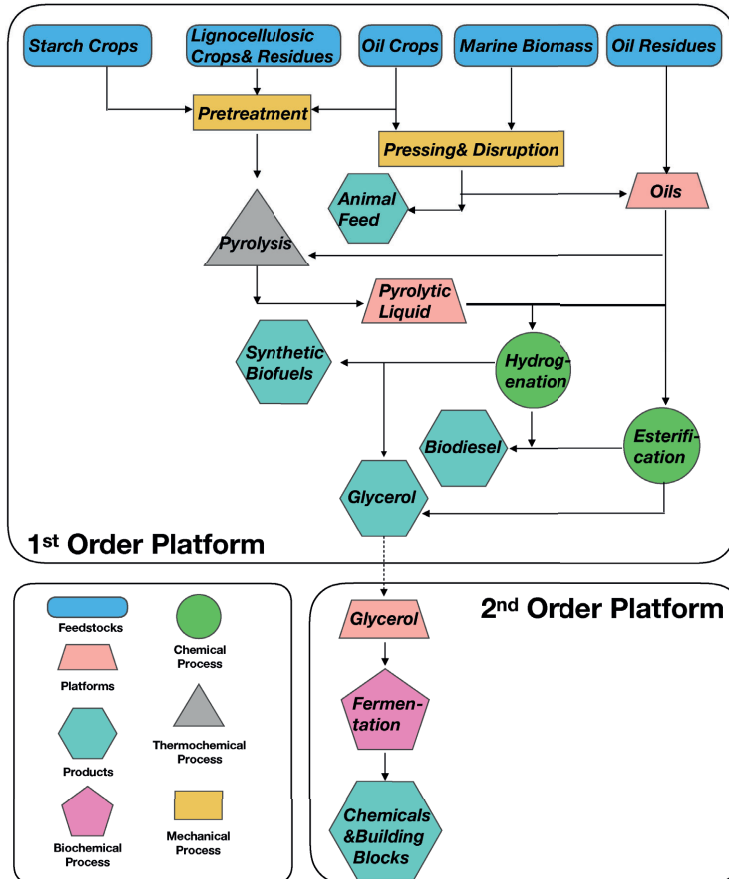 Starch Crops
Lignocellulosic
Crops& Residues
Oil Crops
Marine Biomass
Oil Residues
Pretreatment
Pressing& Disruption
Animal
Feed
Oils
Pyrolysis
Pyrolytic
Liquid
Synthetic
Biofuels
Hydrog-
enation
Biodiesel
Esterifi-
cation
Glycerol
1st Order Platform
Feedstocks
Platforms
Products
Biochemical
Process
Chemical
Process
Thermochemical
Process
Mechanical
Process
2nd Order Platform
Glycerol
Fermen-
tation
Chemicals
&Building
Blocks